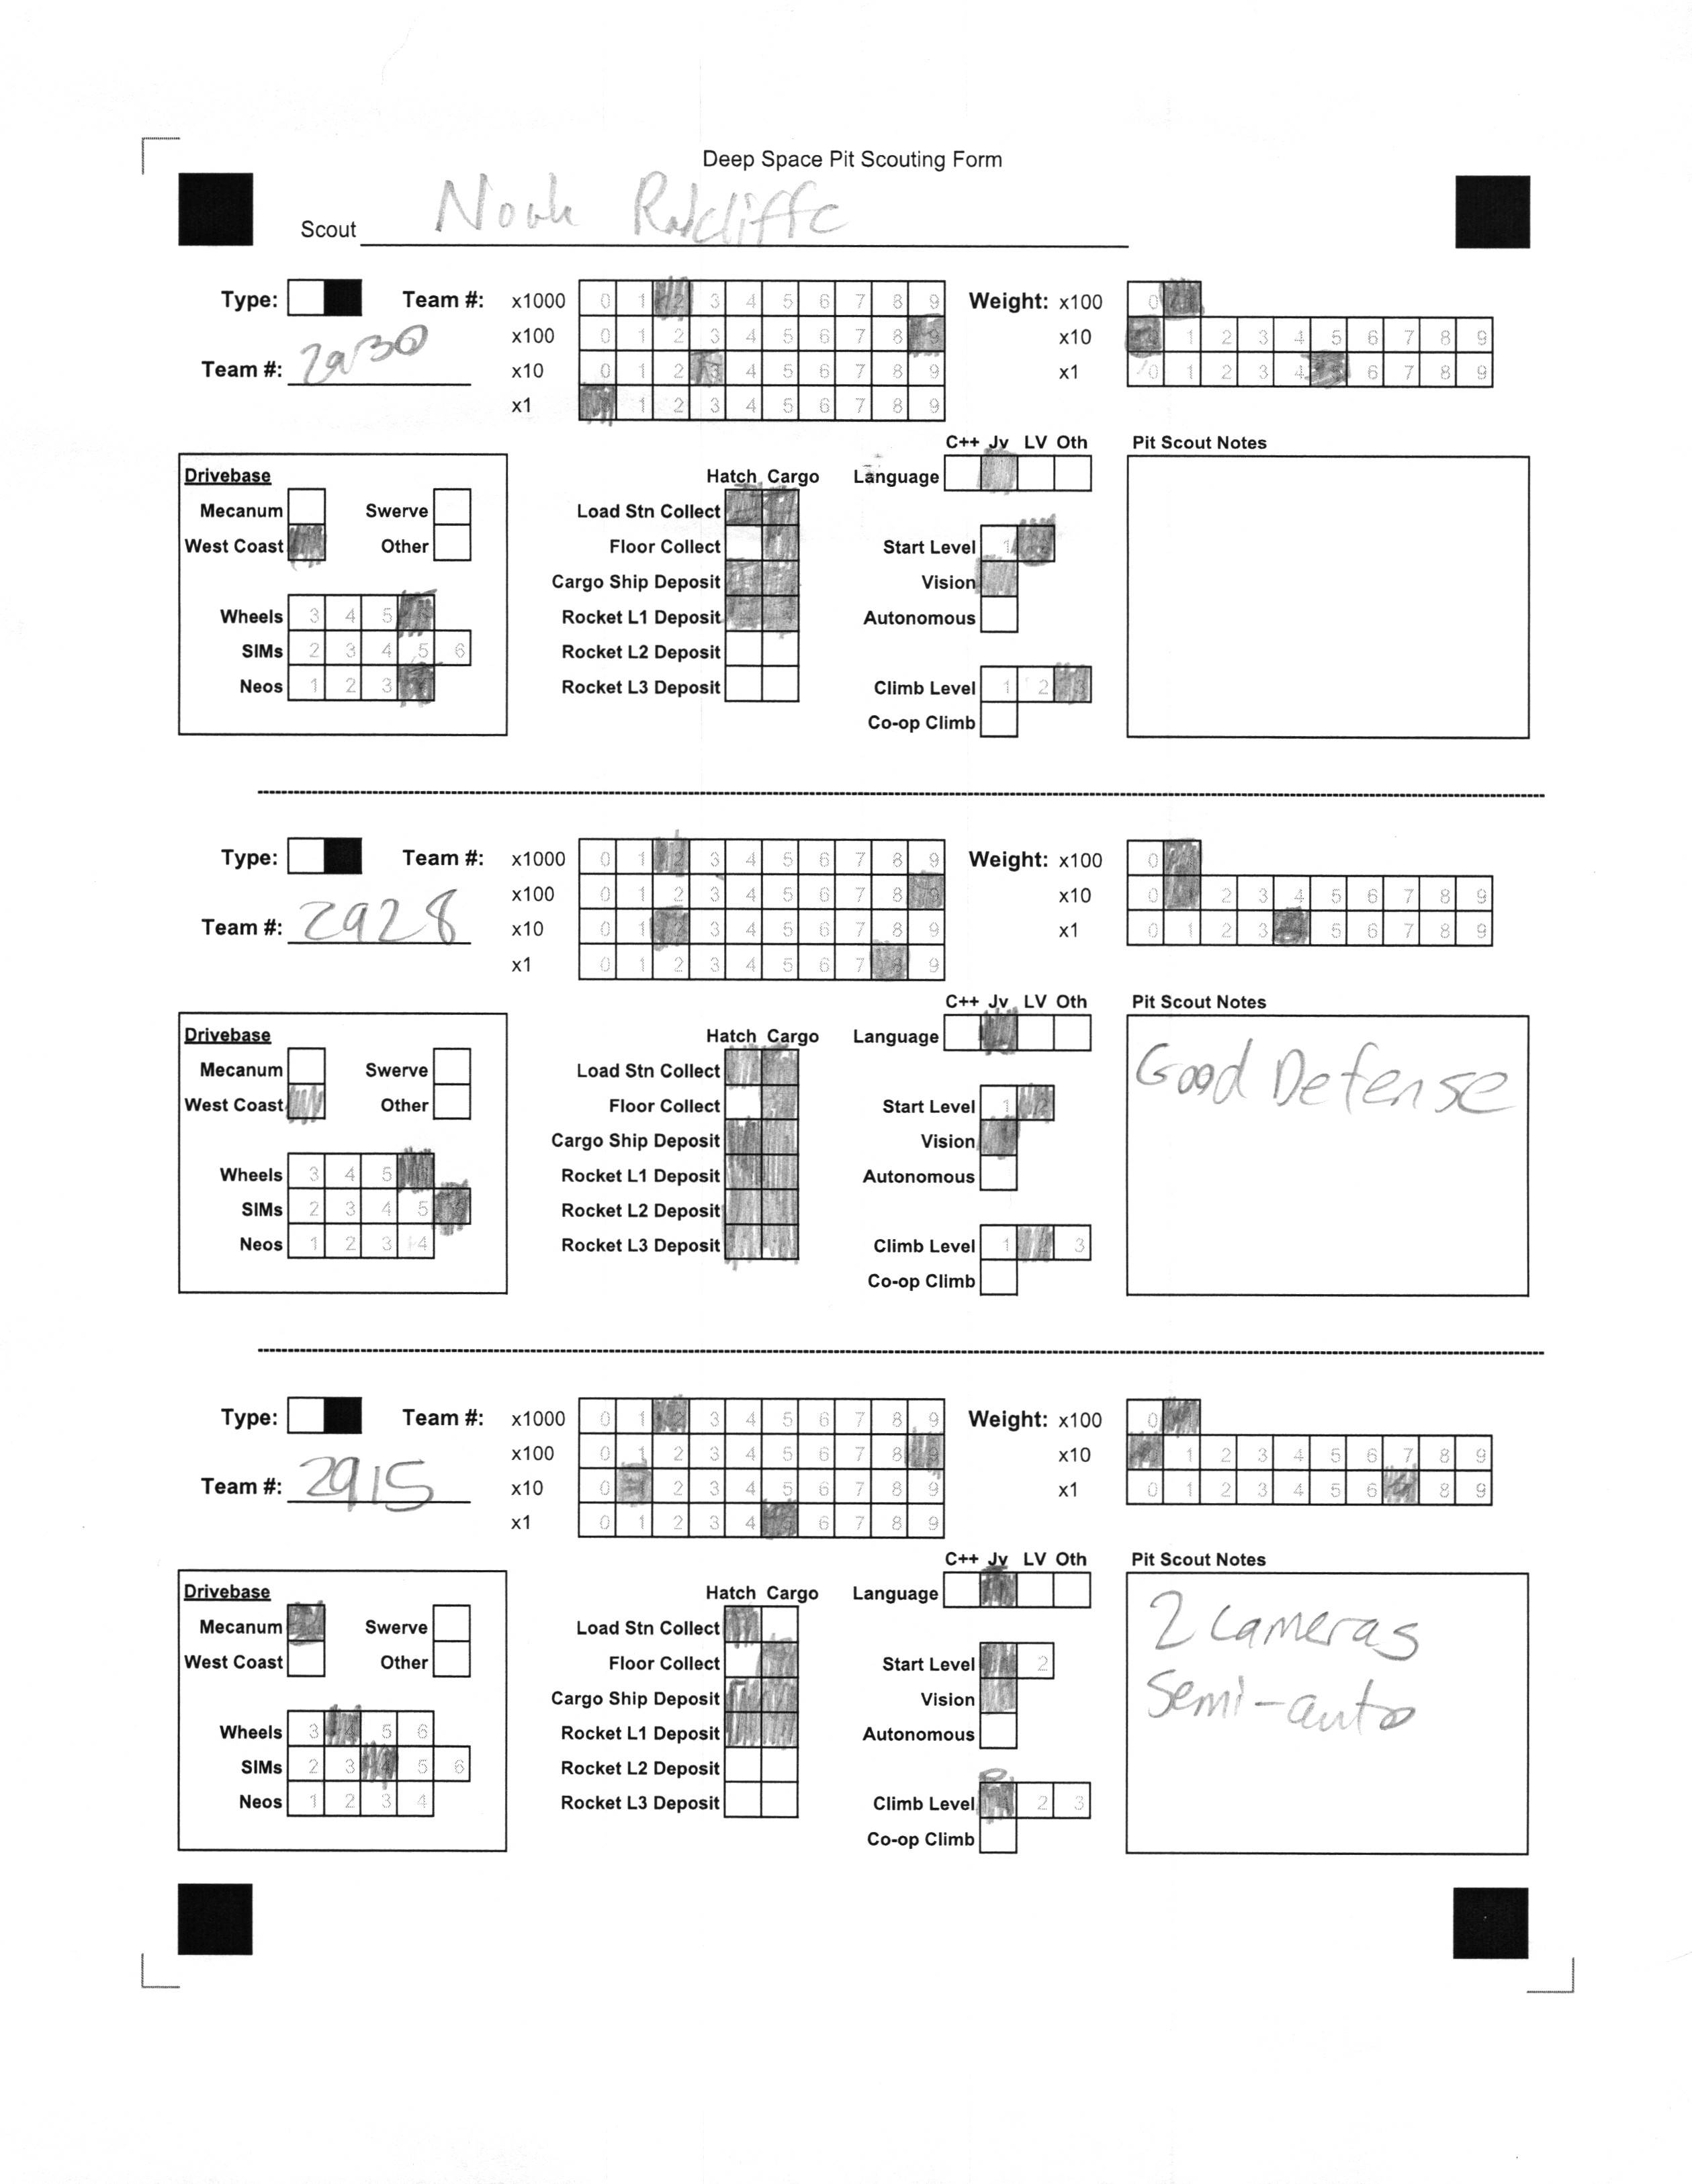 Deep Space Pit Scouting Form
Scout Noah Radcliffe
Type: Team #: x1000 0 1 2 3 4 5 6 7 8 9 Weight: x100 0
x100 0 1 2 3 4 5 6 7 8 9 x10 1 2 3 4 5 6 7 8 9
Team #: 2930 x10 0 1 2 3 4 5 6 7 8 9 x1 0 1 2 3 4 6 7 8 9
x1 1 2 3 4 5 6 7 8 9
C++ Jv LV Oth Pit Scout Notes
Drivebase Hatch Cargo Language
Mecanum Swerve Load Stn Collect
West Coast Other Floor Collect Start Level 1
Cargo Ship Deposit Vision
Wheels 3 4 5 Rocket L1 Deposit Autonomous
SIMs 2 3 4 5 6 Rocket L2 Deposit
Neos 1 2 3 Rocket L3 Deposit Climb Level 1 2 3
Co-op Climb
Type: Team #: x1000 0 1 2 3 4 5 6 7 8 9 Weight: x100 0
x100 0 1 2 3 4 5 6 7 8 9 x10 0 2 3 4 5 6 7 8 9
Team #: 2928 x10 0 1 2 3 4 5 6 7 8 9 x1 0 1 2 3 5 6 7 8 9
x1 0 1 2 3 4 5 6 7 8 9
C++ Jv LV Oth Pit Scout Notes
Drivebase Hatch Cargo Language
Good Defense
Mecanum Swerve Load Stn Collect
West Coast Other Floor Collect Start Level 1 2
Cargo Ship Deposit Vision
Wheels 3 4 5 6 Rocket L1 Deposit Autonomous
SIMs 2 3 4 5 Rocket L2 Deposit
Neos 1 2 3 4 Rocket L3 Deposit Climb Level 1 3
Co-op Climb
Type: Team #: x1000 0 1 2 3 4 5 6 7 8 9 Weight: x100 0
x100 0 1 2 3 4 5 6 7 8 9 x10 1 2 3 4 5 6 7 8 9
Team #: 2915 x10 0 2 3 4 5 6 7 8 9 x1 0 1 2 3 4 5 6 8 9
x1 0 1 2 3 4 5 6 7 8 9
C++ Jv LV Oth Pit Scout Notes
Drivebase Hatch Cargo Language
2 cameras
Mecanum Swerve Load Stn Collect
West Coast Other Floor Collect Start Level 2
Cargo Ship Deposit Vision
Semi-auto
Wheels 3 4 5 6 Rocket L1 Deposit Autonomous
SIMs 2 3 4 5 6 Rocket L2 Deposit
Neos 1 2 3 4 Rocket L3 Deposit Climb Level 2 3
Co-op Climb